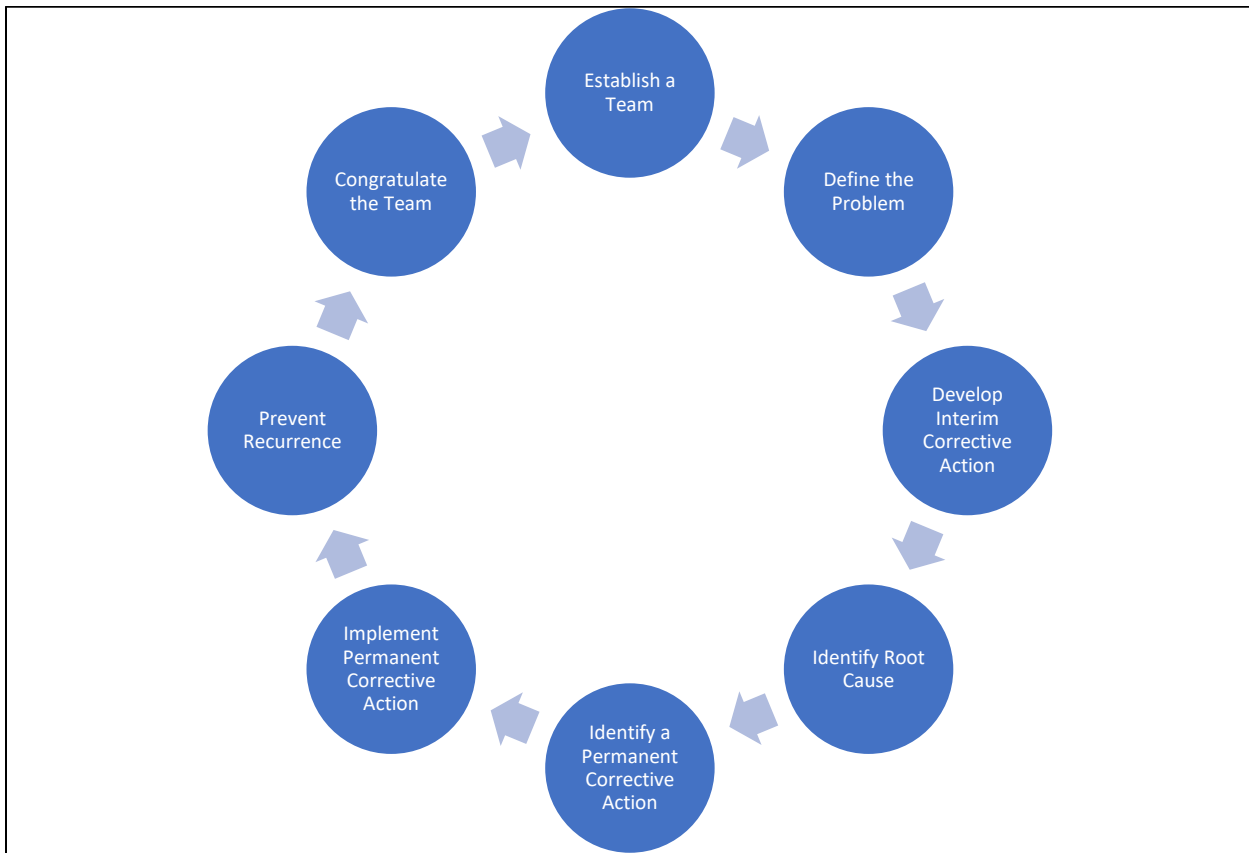 Establish a
Team
Define the
Problem
Develop
Interim
Corrective
Action
Identify Root
Cause
Identify a
Permanent
Corrective
Action
Implement
Permanent
Corrective
Action
Prevent
Recurrence
Congratulate
the Team